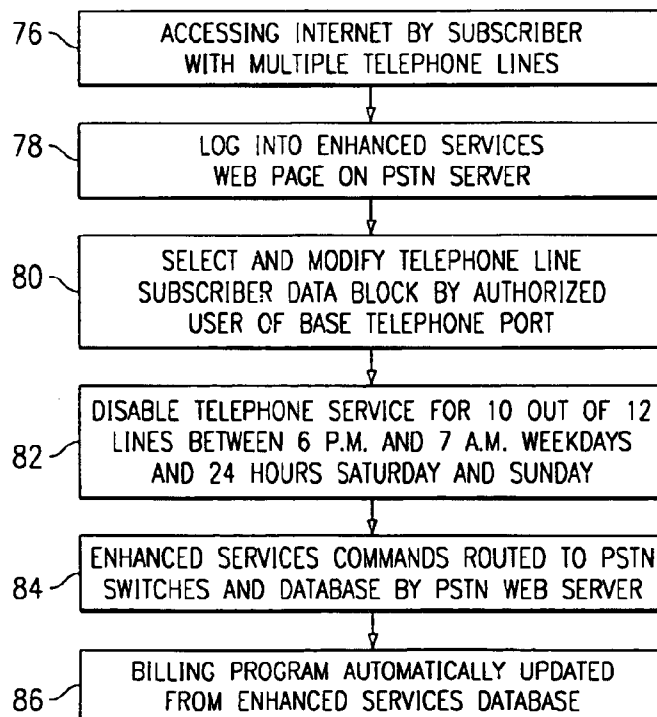 76
ACCESSING INTERNET BY SUBSCRIBER
WITH MULTIPLE TELEPHONE LINES
78
LOG INTO ENHANCED SERVICES
WEB PAGE ON PSTN SERVER
80
SELECT AND MODIFY TELEPHONE LINE
SUBSCRIBER DATA BLOCK BY AUTHORIZED
USER OF BASE TELEPHONE PORT
82
DISABLE TELEPHONE SERVICE FOR 10 OUT OF 12
LINES BETWEEN 6 P.M. AND 7 A.M. WEEKDAYS
AND 24 HOURS SATURDAY AND SUNDAY
84
ENHANCED SERVICES COMMANDS ROUTED TO PSTN
SWITCHES AND DATABASE BY PSTN WEB SERVER
86
BILLING PROGRAM AUTOMATICALLY UPDATED
FROM ENHANCED SERVICES DATABASE